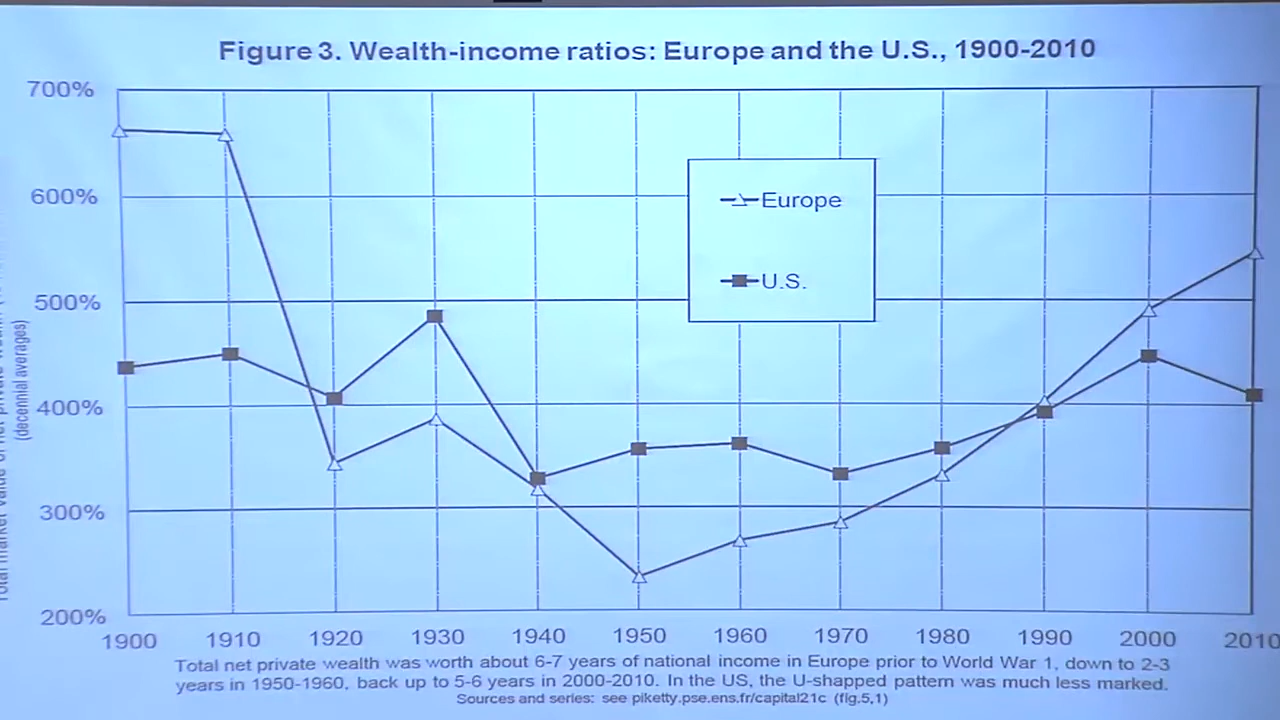 Figure 3. Wealth-income ratios: Europe and the U.S., 1900-2010
700%
600%
500%
400%
300%
200%
(decennial averages)
Europe
U.S.
1900 1910 1920 1930 1940 1950 1960 1970 1980 1990 2000 2010
Total net private wealth was worth about 6-7 years of national income in Europe prior to World War 1, down to 2-3
years in 1950-1960, back up to 5-6 years in 2000-2010. In the US, the U-shapped pattern was much less marked.
Sources and series: see piketty.pse.ens.fr/capital21c (fig.5,1)